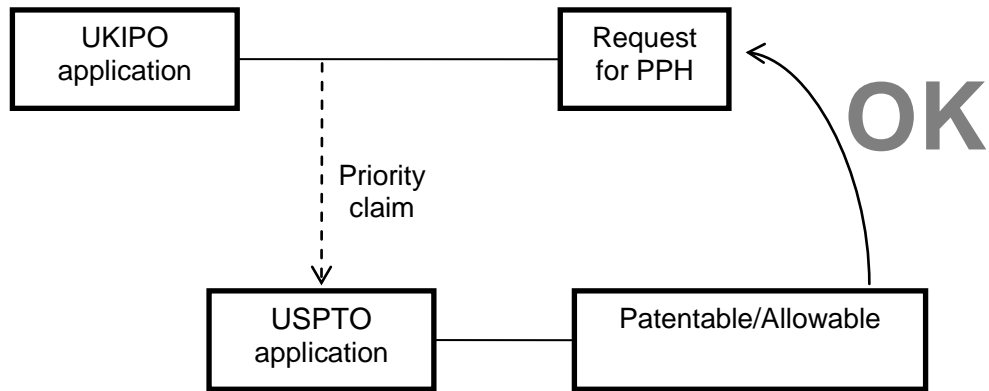 UKIPO
application
Request
for PPH
OK
Priority
claim
USPTO
application
Patentable/Allowable